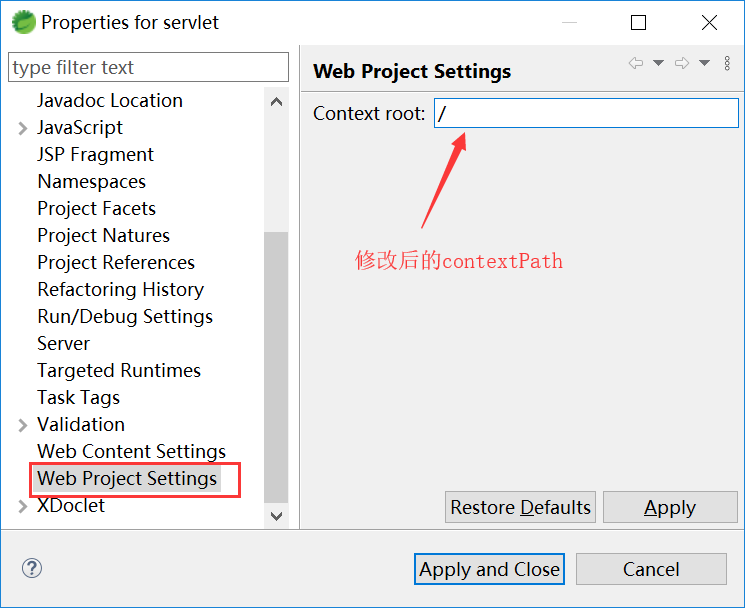 Properties for servlet
type filter text
Javadoc Location
JavaScript
JSP Fragment
Namespaces
Project Facets
Project Natures
Project References
Refactoring History
Run/Debug Settings
Server
Targeted Runtimes
Task Tags
Validation
Web Content Settings
Web Project Settings
XDoclet
Web Project Settings
Context root: /
修改后的contextPath
Restore Defaults
Apply
Apply and Close
Cancel